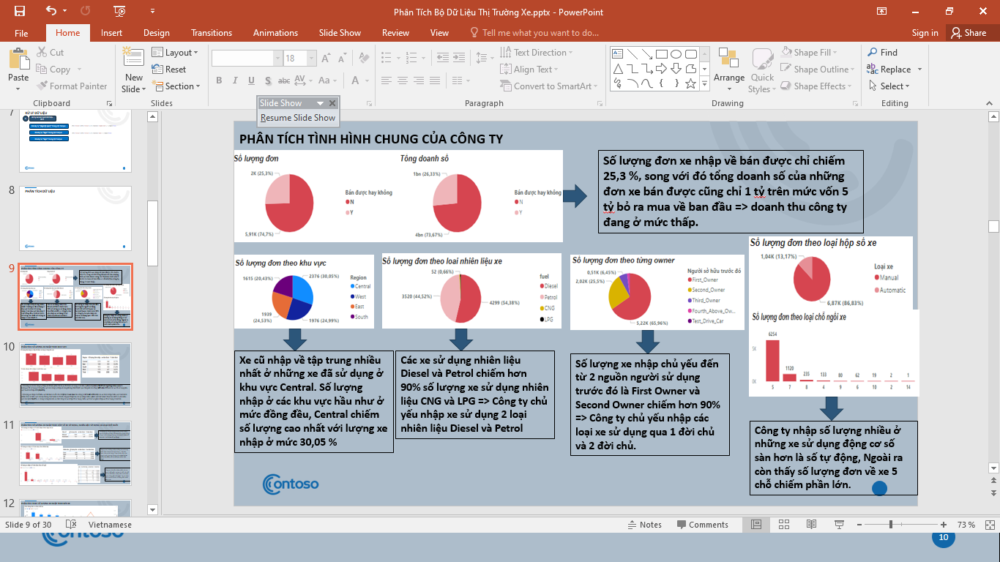 Phân Tích Bộ Dữ Liệu Thị Trường Xe.pptx - PowerPoint
File
Home
Insert
Design
Transitions
Animations
Slide Show
Review
View
Tell me what you want to do...
Sign in
Share
Paste
Cut
Copy
Format Painter
Clipboard
New
Slide
Layout
Reset
Section
Slides
18
Paragraph
Text Direction
Align Text
Convert to SmartArt
Arrange
Quick
Styles
Shape Fill
Shape Outline
Shape Effects
Drawing
Find
Replace
Select
Editing
Slide Show
Resume Slide Show
7
XỬ LÝ DỮ LIỆU
8
PHÂN TÍCH DỮ LIỆU
9
10
11
12
PHÂN TÍCH TÌNH HÌNH CHUNG CỦA CÔNG TY
Số lượng đơn
2K (25,3%)
5,91K (74,7%)
Bán được hay không
N
Y
Tổng doanh số
1bn (26,33%)
4bn (73,67%)
Bán được hay không
N
Y
Số lượng đơn xe nhập về bán được chỉ chiếm
25,3 %, song với đó tổng doanh số của những
đơn xe bán được cũng chỉ 1 tỷ trên mức vốn 5
tỷ bỏ ra mua về ban đầu => doanh thu công ty
đang ở mức thấp.
Số lượng đơn theo khu vực
1615 (20,43%)
2376 (30,05%)
1939
(24,53%)
1976 (24,99%)
Region
Central
West
East
South
Số lượng đơn theo loai nhiên liệu xe
52 (0,66%)
3520 (44,52%)
4299 (54,38%)
fuel
Diesel
Petrol
CNG
LPG
Số lượng đơn theo từng owner
0,51K (6,45%)
2,02K (25,5%)
5,22K (65,96%)
Người sở hữu trước đó
First_Owner
Second_Owner
Third_Owner
Fourth_Above_Ow...
Test_Drive_Car
Số lượng đơn theo loại hộp số xe
1,04K (13,17%)
6,87K (86,83%)
Loại xe
Manual
Automatic
Số lượng đơn theo loại chỗ ngồi xe
6254
1120
235
133
80
62
19
2
1
5K
0K
5
7
8
4
9
6
10
2
14
Xe cũ nhập về tập trung nhiều
nhất ở những xe đã sử dụng ở
khu vực Central. Số lượng
nhập ở các khu vực hầu như ở
mức đồng đều, Central chiếm
số lượng cao nhất với lượng xe
nhập ở mức 30,05 %
Các xe sử dụng nhiên liệu
Diesel và Petrol chiếm hơn
90% số lượng xe sử dụng nhiên
liệu CNG và LPG => Công ty chủ
yếu nhập xe sử dụng 2 loại
nhiên liệu Diesel và Petrol
Số lượng xe nhập chủ yếu đến
từ 2 nguồn người sử dụng
trước đó là First Owner và
Second Owner chiếm hơn 90%
=> Công ty chủ yếu nhập các
loại xe sử dụng qua 1 đời chủ
và 2 đời chủ.
Công ty nhập số lượng nhiều ở
những xe sử dụng động cơ số
sàn hơn là số tự động, Ngoài ra
còn thấy số lượng đơn về xe 5
chỗ chiếm phần lớn.
ontoso
Slide 9 of 30
Vietnamese
Notes
Comments
73 %
ontoso
10